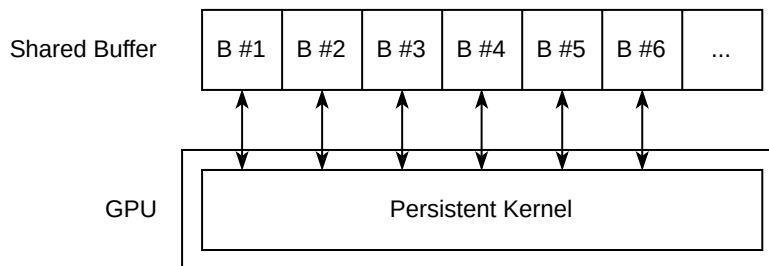 Shared Buffer B #1 B #2 B #3 B #4 B #5 B #6 ...
GPU Persistent Kernel